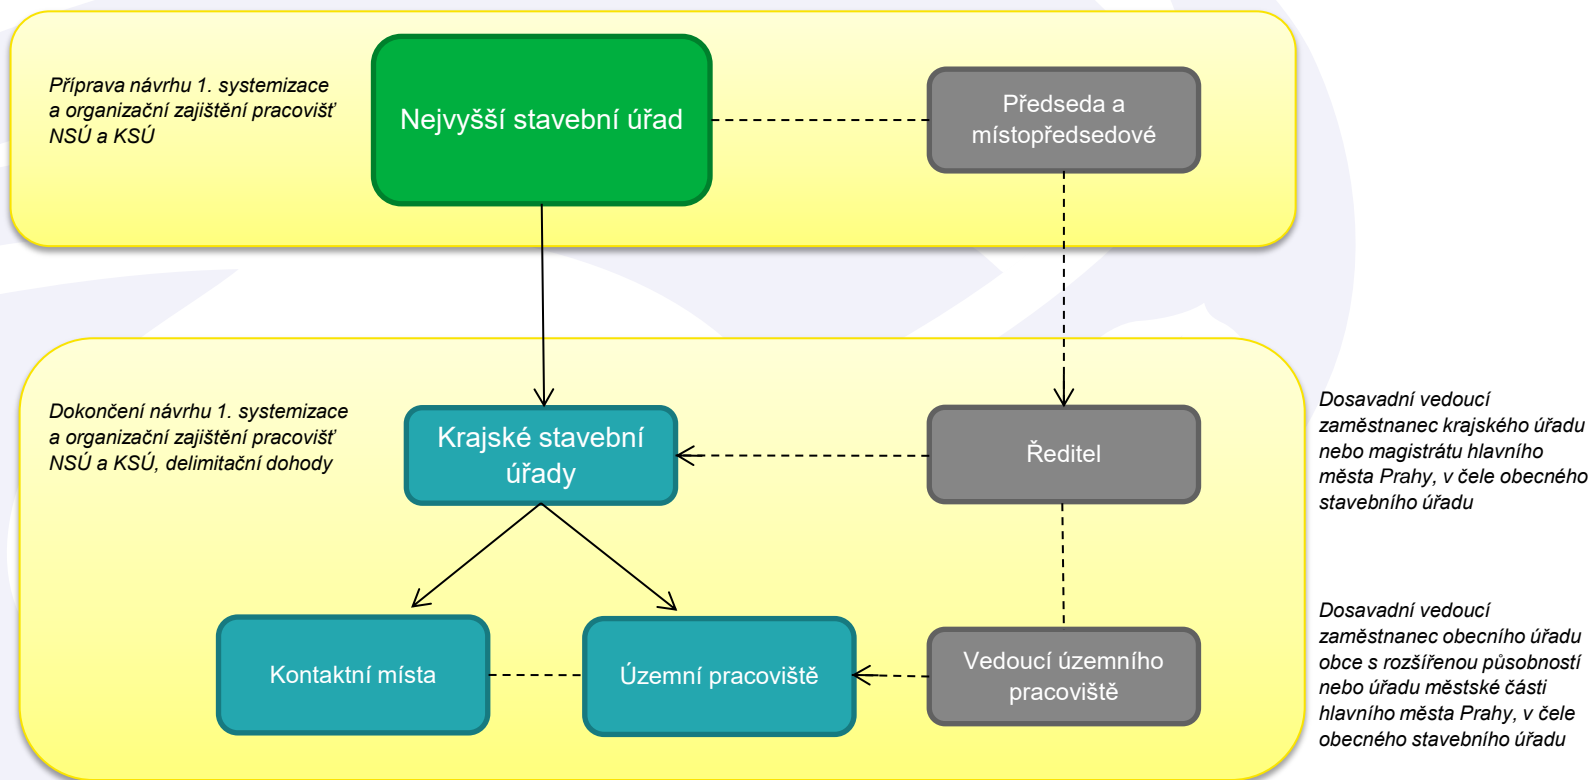 Příprava návrhu 1. systemizace
a organizační zajištění pracovišť
NSÚ a KSÚ
Nejvyšší stavební úřad
Předseda a
místopředsedové
Dokončení návrhu 1. systemizace
a organizační zajištění pracovišť
NSÚ a KSÚ, delimitační dohody
Krajské stavební
úřady
Ředitel
Dosavadní vedoucí
zaměstnanec krajského úřadu
nebo magistrátu hlavního
města Prahy, v čele obecného
stavebního úřadu
Kontaktní místa
Územní pracoviště
Vedoucí územního
pracoviště
Dosavadní vedoucí
zaměstnanec obecního úřadu
obce s rozšířenou působností
nebo úřadu městské části
hlavního města Prahy, v čele
obecného stavebního úřadu